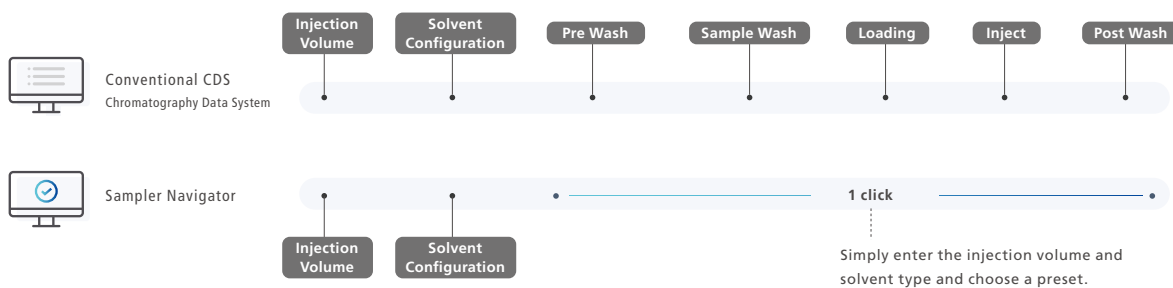 Injection
Volume
Solvent
Configuration
Pre Wash
Sample Wash
Loading
Inject
Post Wash
Conventional CDS
Chromatography Data System
Sampler Navigator
1 click
Injection
Volume
Solvent
Configuration
Simply enter the injection volume and
solvent type and choose a preset.